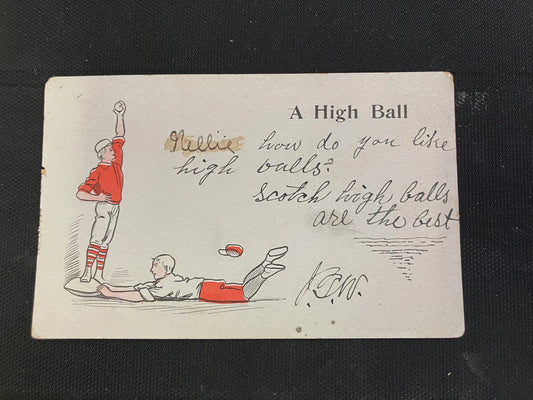 A High Ball
Nellie how do you like
high balls?
Scotch high balls
are the best
J.F.W.